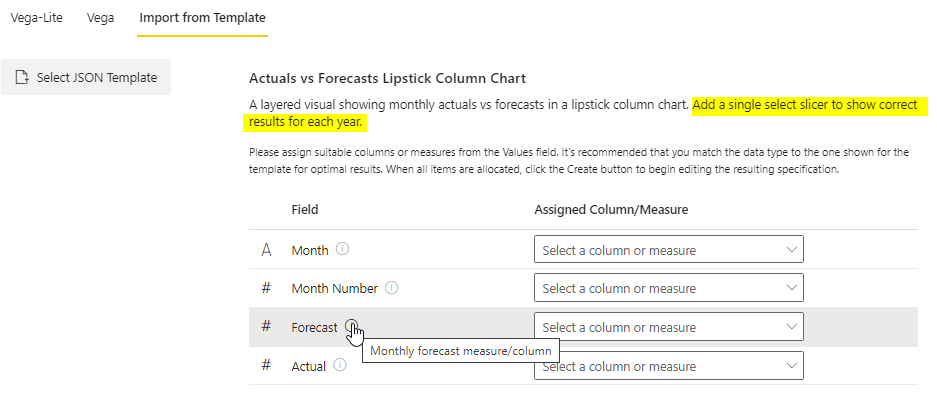 Vega-Lite Vega Import from Template
Select JSON Template
Actuals vs Forecasts Lipstick Column Chart
A layered visual showing monthly actuals vs forecasts in a lipstick column chart. Add a single select slicer to show correct
results for each year.
Please assign suitable columns or measures from the Values field. It's recommended that you match the data type to the one shown for the
template for optimal results. When all items are allocated, click the Create button to begin editing the resulting specification.
Field Assigned Column/Measure
A Month Select a column or measure
# Month Number Select a column or measure
# Forecast Select a column or measure
Monthly forecast measure/column
# Actual Select a column or measure